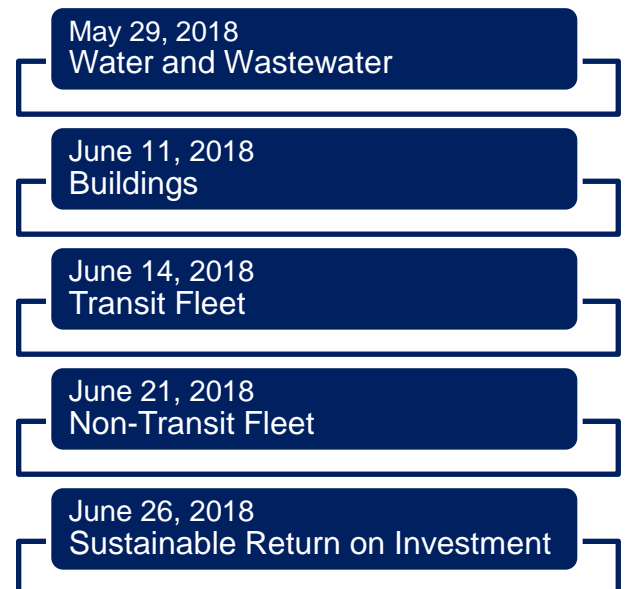 May 29, 2018
Water and Wastewater
June 11, 2018
Buildings
June 14, 2018
Transit Fleet
June 21, 2018
Non-Transit Fleet
June 26, 2018
Sustainable Return on Investment